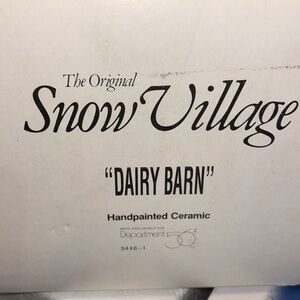 The Original
Snow Village
"DAIRY BARN"
Handpainted Ceramic
MADE EXCLUSIVELY FOR
Department 56
5446-1